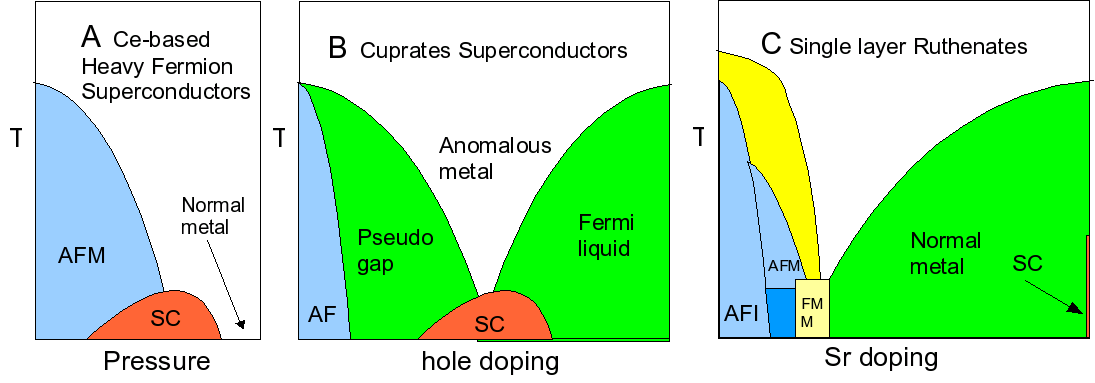 A Ce-based
Heavy Fermion
Superconductors
T
Normal
metal
AFM
SC
Pressure
B Cuprates Superconductors
T
Anomalous
metal
Pseudo
gap
Fermi
liquid
AF
SC
hole doping
C Single layer Ruthenates
T
Normal
metal
SC
AFM
AFI
FM
M
Sr doping